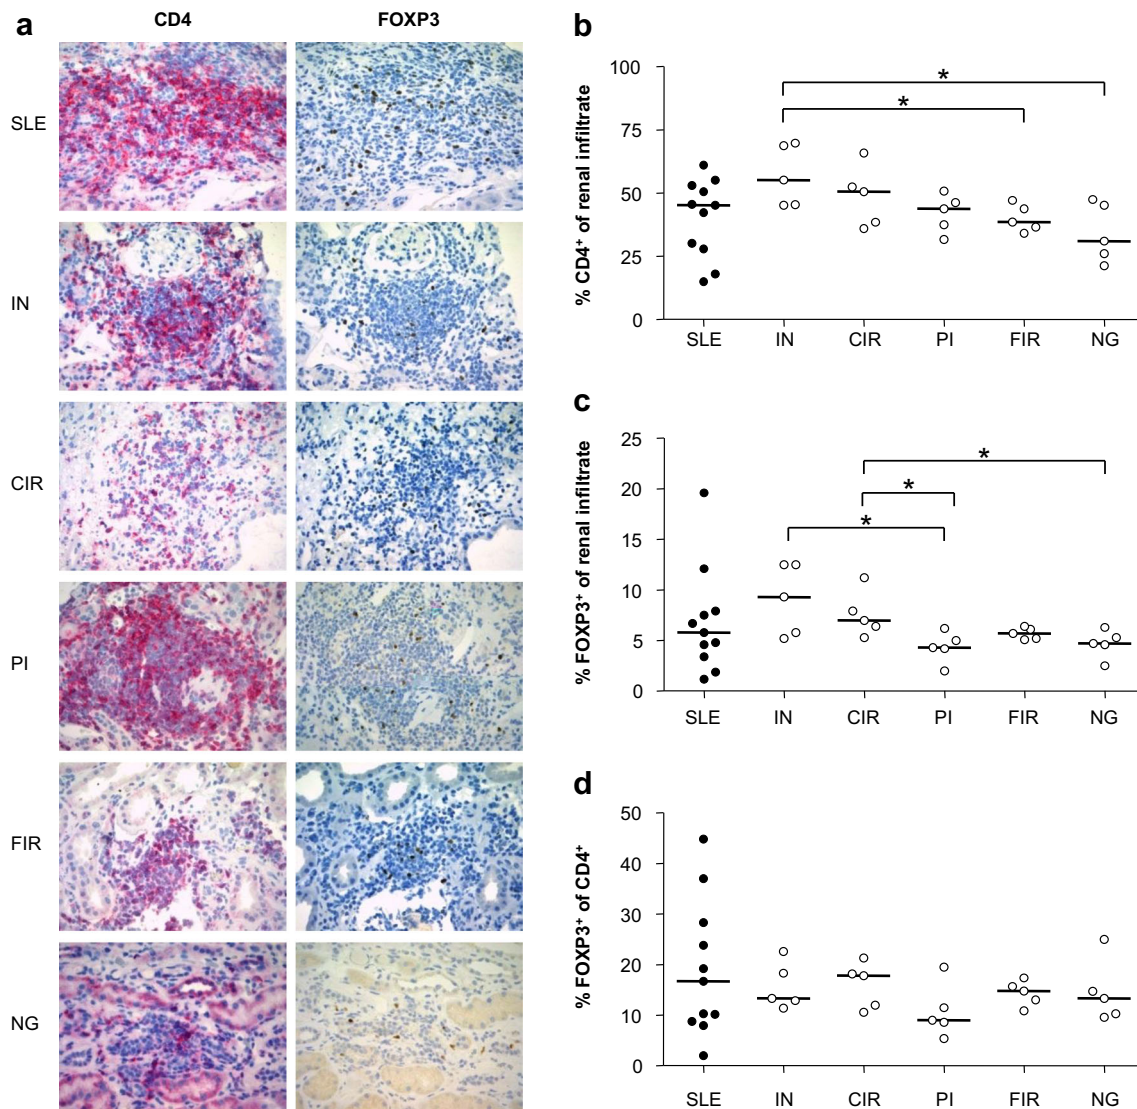 a
CD4 FOXP3
SLE
IN
CIR
PI
FIR
NG
b
% CD4⁺ of renal infiltrate
100
75
50
25
0
* *
SLE IN CIR PI FIR NG
c
% FOXP3⁺ of renal infiltrate
25
20
15
10
5
0
* * *
SLE IN CIR PI FIR NG
d
% FOXP3⁺ of CD4⁺
50
40
30
20
10
0
SLE IN CIR PI FIR NG